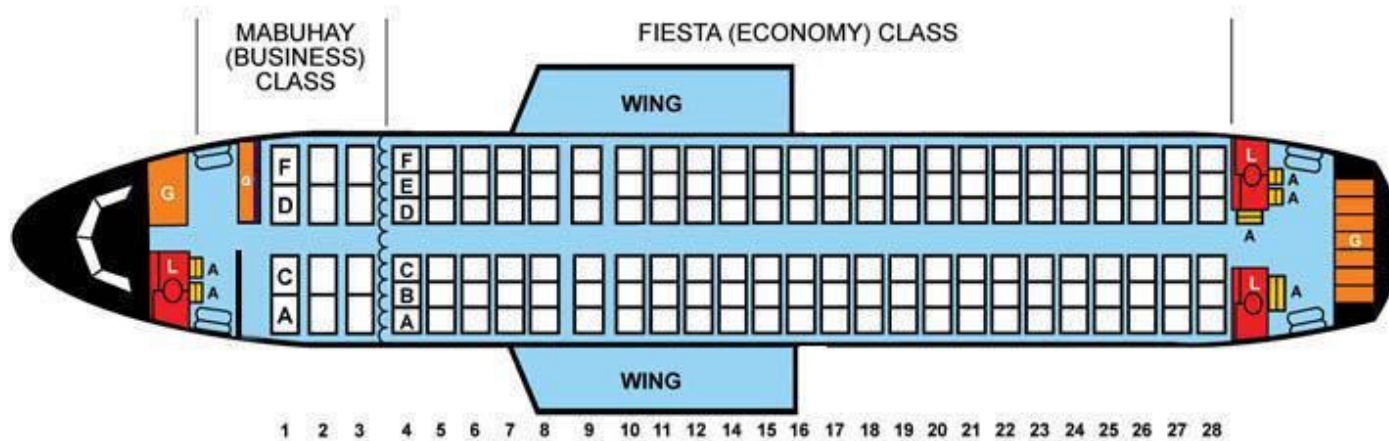 MABUHAY
(BUSINESS)
CLASS
FIESTA (ECONOMY) CLASS
WING
G
G
F
D
F
E
D
L
A
A
A
G
L
A
A
C
A
C
B
A
L
A
WING
1 2 3 4 5 6 7 8 9 10 11 12 14 15 16 17 18 19 20 21 22 23 24 25 26 27 28